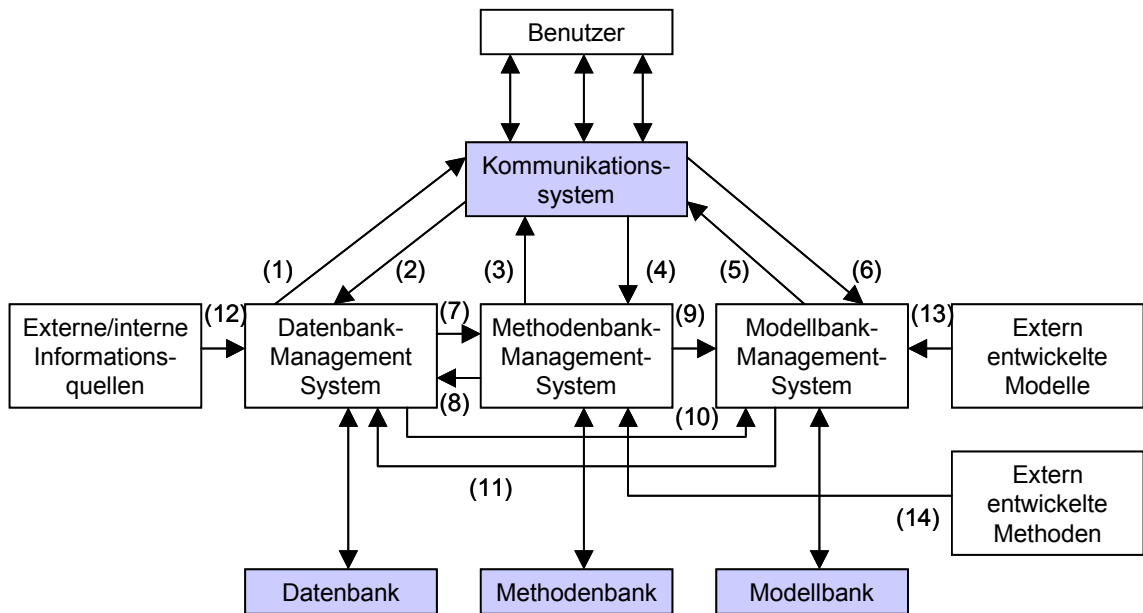 Benutzer
Kommunikations-
system
(1)
(2)
(3)
(4)
(5)
(6)
Externe/interne
Informations-
quellen
(12)
Datenbank-
Management
System
(7)
(8)
Methodenbank-
Management-
System
(9)
(10)
Modellbank-
Management-
System
(13)
Extern
entwickelte
Modelle
(11)
(14)
Extern
entwickelte
Methoden
Datenbank
Methodenbank
Modellbank